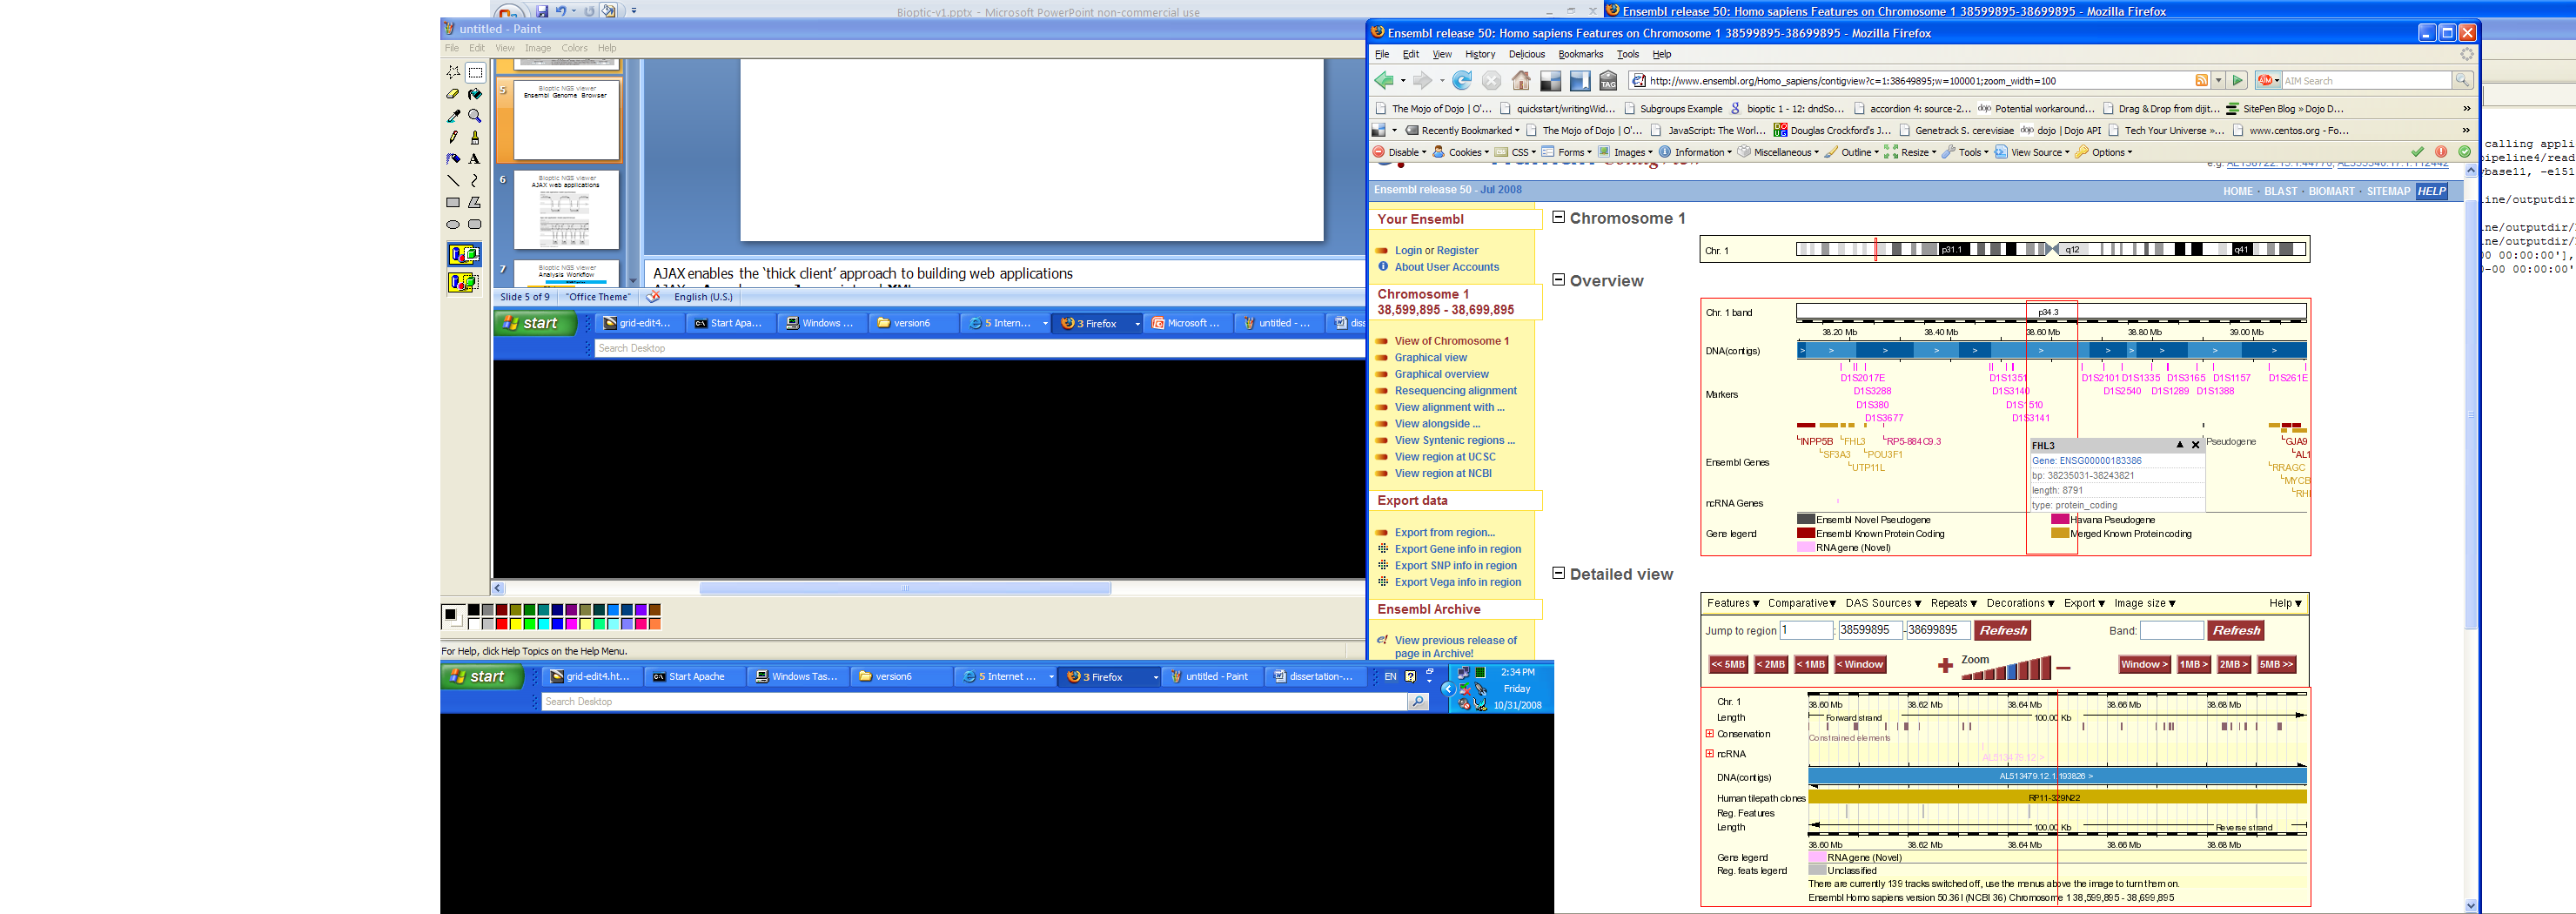 Bioptic-v1.pptx - Microsoft PowerPoint non-commercial use
untitled - Paint
File Edit View Image Colors Help
5
Bioptic NGS viewer
Ensembl Genome Browser
6
Bioptic NGS viewer
AJAX web applications
7
Bioptic NGS viewer
Analysis Workflow
AJAX enables the 'thick client' approach to building web applications
Slide 5 of 9 "Office Theme" English (U.S.)
start grid-edit4... Start Apa... Windows ... version6 5 Intern... 3 Firefox Microsoft ... untitled - ... diss
Search Desktop
For Help, click Help Topics on the Help Menu.
start grid-edit4.ht... Start Apache Windows Tas... version6 5 Internet ... 3 Firefox untitled - Paint dissertation-... EN 2:34 PM
Friday
10/31/2008
Search Desktop
Ensembl release 50: Homo sapiens Features on Chromosome 1 38599895-38699895 - Mozilla Firefox
Ensembl release 50: Homo sapiens Features on Chromosome 1 38599895-38699895 - Mozilla Firefox
File Edit View History Delicious Bookmarks Tools Help
http://www.ensembl.org/Homo_sapiens/contigview?c=1:38649895;w=100001;zoom_width=100
AIM Search
The Mojo of Dojo | O'... quickstart/writingWid... Subgroups Example bioptic 1 - 12: dndSo... accordion 4: source-2... Potential workaround... Drag & Drop from dijit... SitePen Blog » Dojo D... »
Recently Bookmarked The Mojo of Dojo | O'... JavaScript: The Worl... Douglas Crockford's J... Genetrack S. cerevisiae dojo | Dojo API Tech Your Universe »... www.centos.org - Fo... »
Disable Cookies CSS Forms Images Information Miscellaneous Outline Resize Tools View Source Options
Ensembl release 50 - Jul 2008
HOME · BLAST · BIOMART · SITEMAP HELP
Your Ensembl
Login or Register
About User Accounts
Chromosome 1
38,599,895 - 38,699,895
View of Chromosome 1
Graphical view
Graphical overview
Resequencing alignment
View alignment with ...
View alongside ...
View Syntenic regions ...
View region at UCSC
View region at NCBI
Export data
Export from region...
Export Gene info in region
Export SNP info in region
Export Vega info in region
Ensembl Archive
View previous release of
page in Archive!
Chromosome 1
Chr. 1 p31.1 q12 q41
Overview
Chr. 1 band p34.3
38.20 Mb 38.40 Mb 38.60 Mb 38.80 Mb 39.00 Mb
DNA(contigs)
D1S2017E D1S1351 D1S2101 D1S1335 D1S3165 D1S1157 D1S261E
D1S3288 D1S3140 D1S2540 D1S1289 D1S1388
Markers
D1S380 D1S1510
D1S3677 D1S3141
INPP5B FHL3 RP5-884C9.3 Pseudogene GJA9
SF3A3 POU3F1 AL1
Ensembl Genes UTP11L RRAGC
MYCB
RHI
FHL3
Gene: ENSG00000183386
bp: 38235031-38243821
length: 8791
type: protein_coding
ncRNA Genes
Gene legend
Ensembl Novel Pseudogene Havana Pseudogene
Ensembl Known Protein Coding Merged Known Protein coding
RNA gene (Novel)
Detailed view
Features Comparative DAS Sources Repeats Decorations Export Image size Help
Jump to region 1 : 38599895 - 38699895 Refresh Band: Refresh
<< 5MB < 2MB < 1MB < Window Zoom Window > 1MB > 2MB > 5MB >>
Chr. 1 38.60 Mb 38.62 Mb 38.64 Mb 38.66 Mb 38.68 Mb
Length Forward strand 100.00 Kb
Conservation
Constrained elements
ncRNA
AL513479.12 >
DNA(contigs) AL513479.12.1.193826 >
Human tilepath clones RP11-329N22
Reg. Features
Length 100.00 Kb Reverse strand
38.60 Mb 38.62 Mb 38.64 Mb 38.66 Mb 38.68 Mb
Gene legend RNA gene (Novel)
Reg. feats legend Unclassified
There are currently 139 tracks switched off, use the menus above the image to turn them on.
Ensembl Homo sapiens version 50.36l (NCBI 36) Chromosome 1 38,599,895 - 38,699,895
calling appli
pipeline4/read
ybase11, -e151
ine/outputdir/
ine/outputdir/
00 00:00:00'],
0-00 00:00:00'